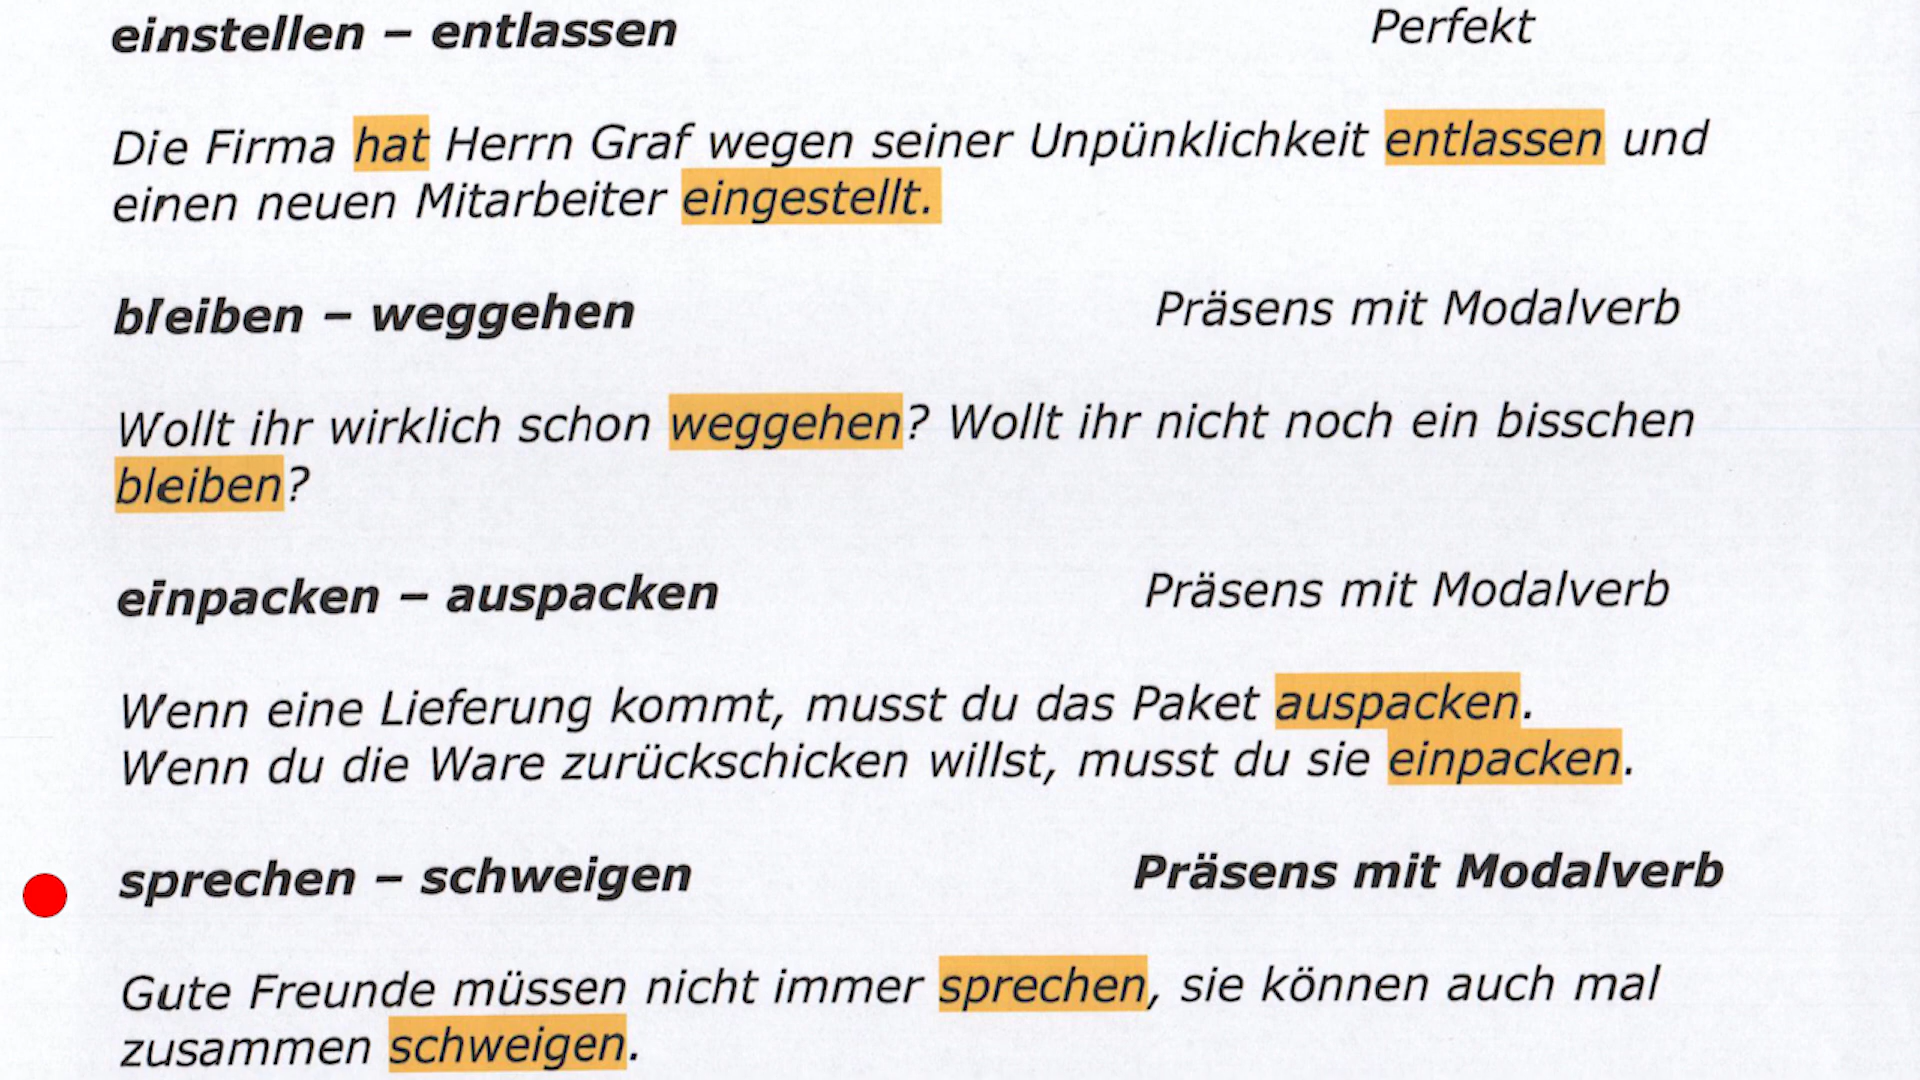 einstellen – entlassen Perfekt
Die Firma hat Herrn Graf wegen seiner Unpünklichkeit entlassen und
einen neuen Mitarbeiter eingestellt.
bleiben – weggehen Präsens mit Modalverb
Wollt ihr wirklich schon weggehen? Wollt ihr nicht noch ein bisschen
bleiben?
einpacken – auspacken Präsens mit Modalverb
Wenn eine Lieferung kommt, musst du das Paket auspacken.
Wenn du die Ware zurückschicken willst, musst du sie einpacken.
sprechen – schweigen Präsens mit Modalverb
Gute Freunde müssen nicht immer sprechen, sie können auch mal
zusammen schweigen.